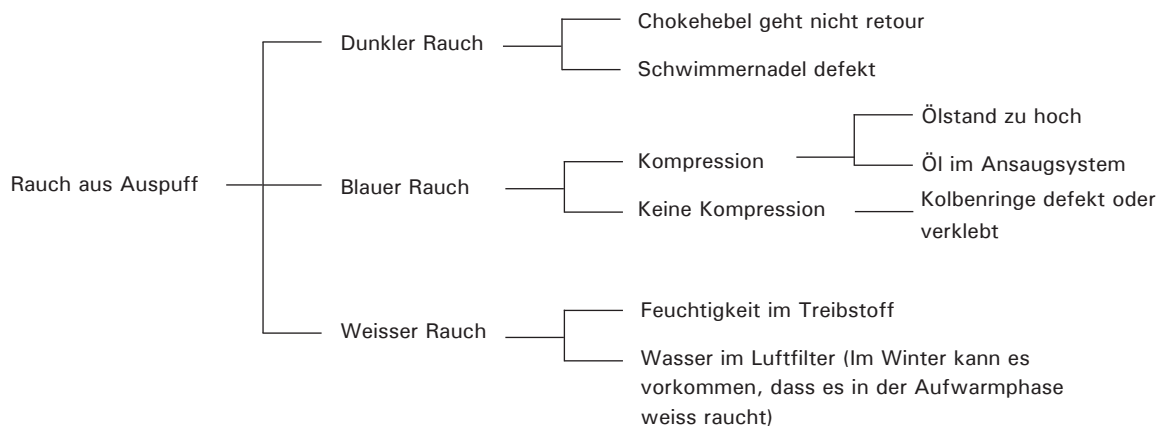 Rauch aus Auspuff
Dunkler Rauch
Chokehebel geht nicht retour
Schwimmernadel defekt
Blauer Rauch
Kompression
Ölstand zu hoch
Öl im Ansaugsystem
Keine Kompression
Kolbenringe defekt oder
verklebt
Weisser Rauch
Feuchtigkeit im Treibstoff
Wasser im Luftfilter (Im Winter kann es
vorkommen, dass es in der Aufwarmphase
weiss raucht)